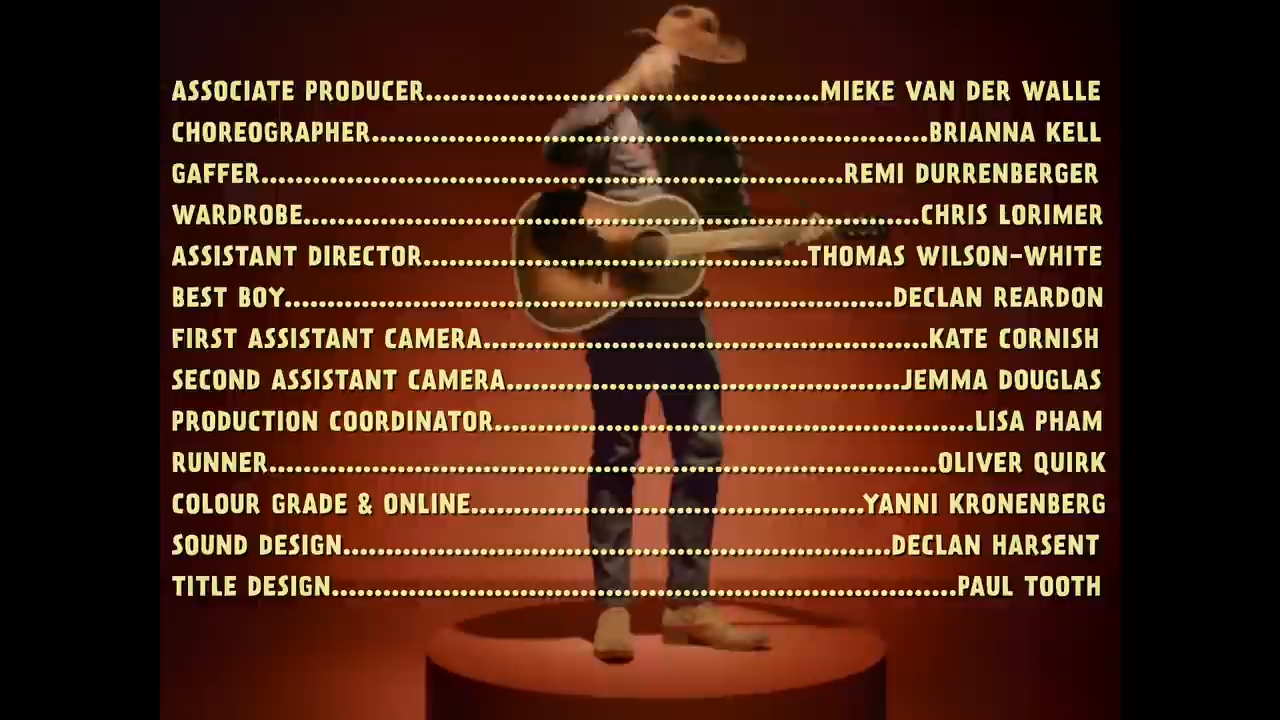 ASSOCIATE PRODUCER..............................................MIEKE VAN DER WALLE
CHOREOGRAPHER.................................................................BRIANNA KELL
GAFFER....................................................................REMI DURRENBERGER
WARDROBE........................................................................CHRIS LORIMER
ASSISTANT DIRECTOR.............................................THOMAS WILSON-WHITE
BEST BOY.......................................................................DECLAN REARDON
FIRST ASSISTANT CAMERA....................................................KATE CORNISH
SECOND ASSISTANT CAMERA..............................................JEMMA DOUGLAS
PRODUCTION COORDINATOR........................................................LISA PHAM
RUNNER..............................................................................OLIVER QUIRK
COLOUR GRADE & ONLINE..............................................YANNI KRONENBERG
SOUND DESIGN................................................................DECLAN HARSENT
TITLE DESIGN.........................................................................PAUL TOOTH